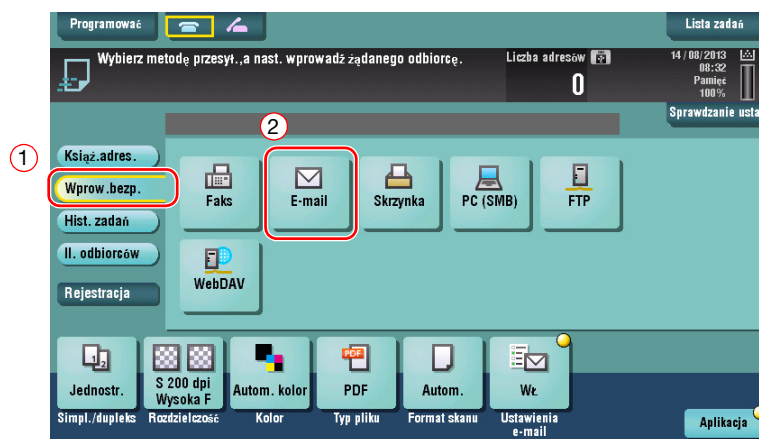 Programować
Lista zadań
Wybierz metodę przesył.,a nast. wprowadź żądanego odbiorcę.
Liczba adresów
0
14/08/2013
08:32
Pamięć
100%
Sprawdzanie usta
2
1
Książ.adres.
Wprow.bezp.
Hist. zadań
Il. odbiorców
Rejestracja
Faks
E-mail
Skrzynka
PC (SMB)
FTP
WebDAV
1 2
PDF
Jednostr.
S 200 dpi
Wysoka F
Autom. kolor
PDF
Autom.
Wł.
Simpl./dupleks
Rozdzielczość
Kolor
Typ pliku
Format skanu
Ustawienia
e-mail
Aplikacja